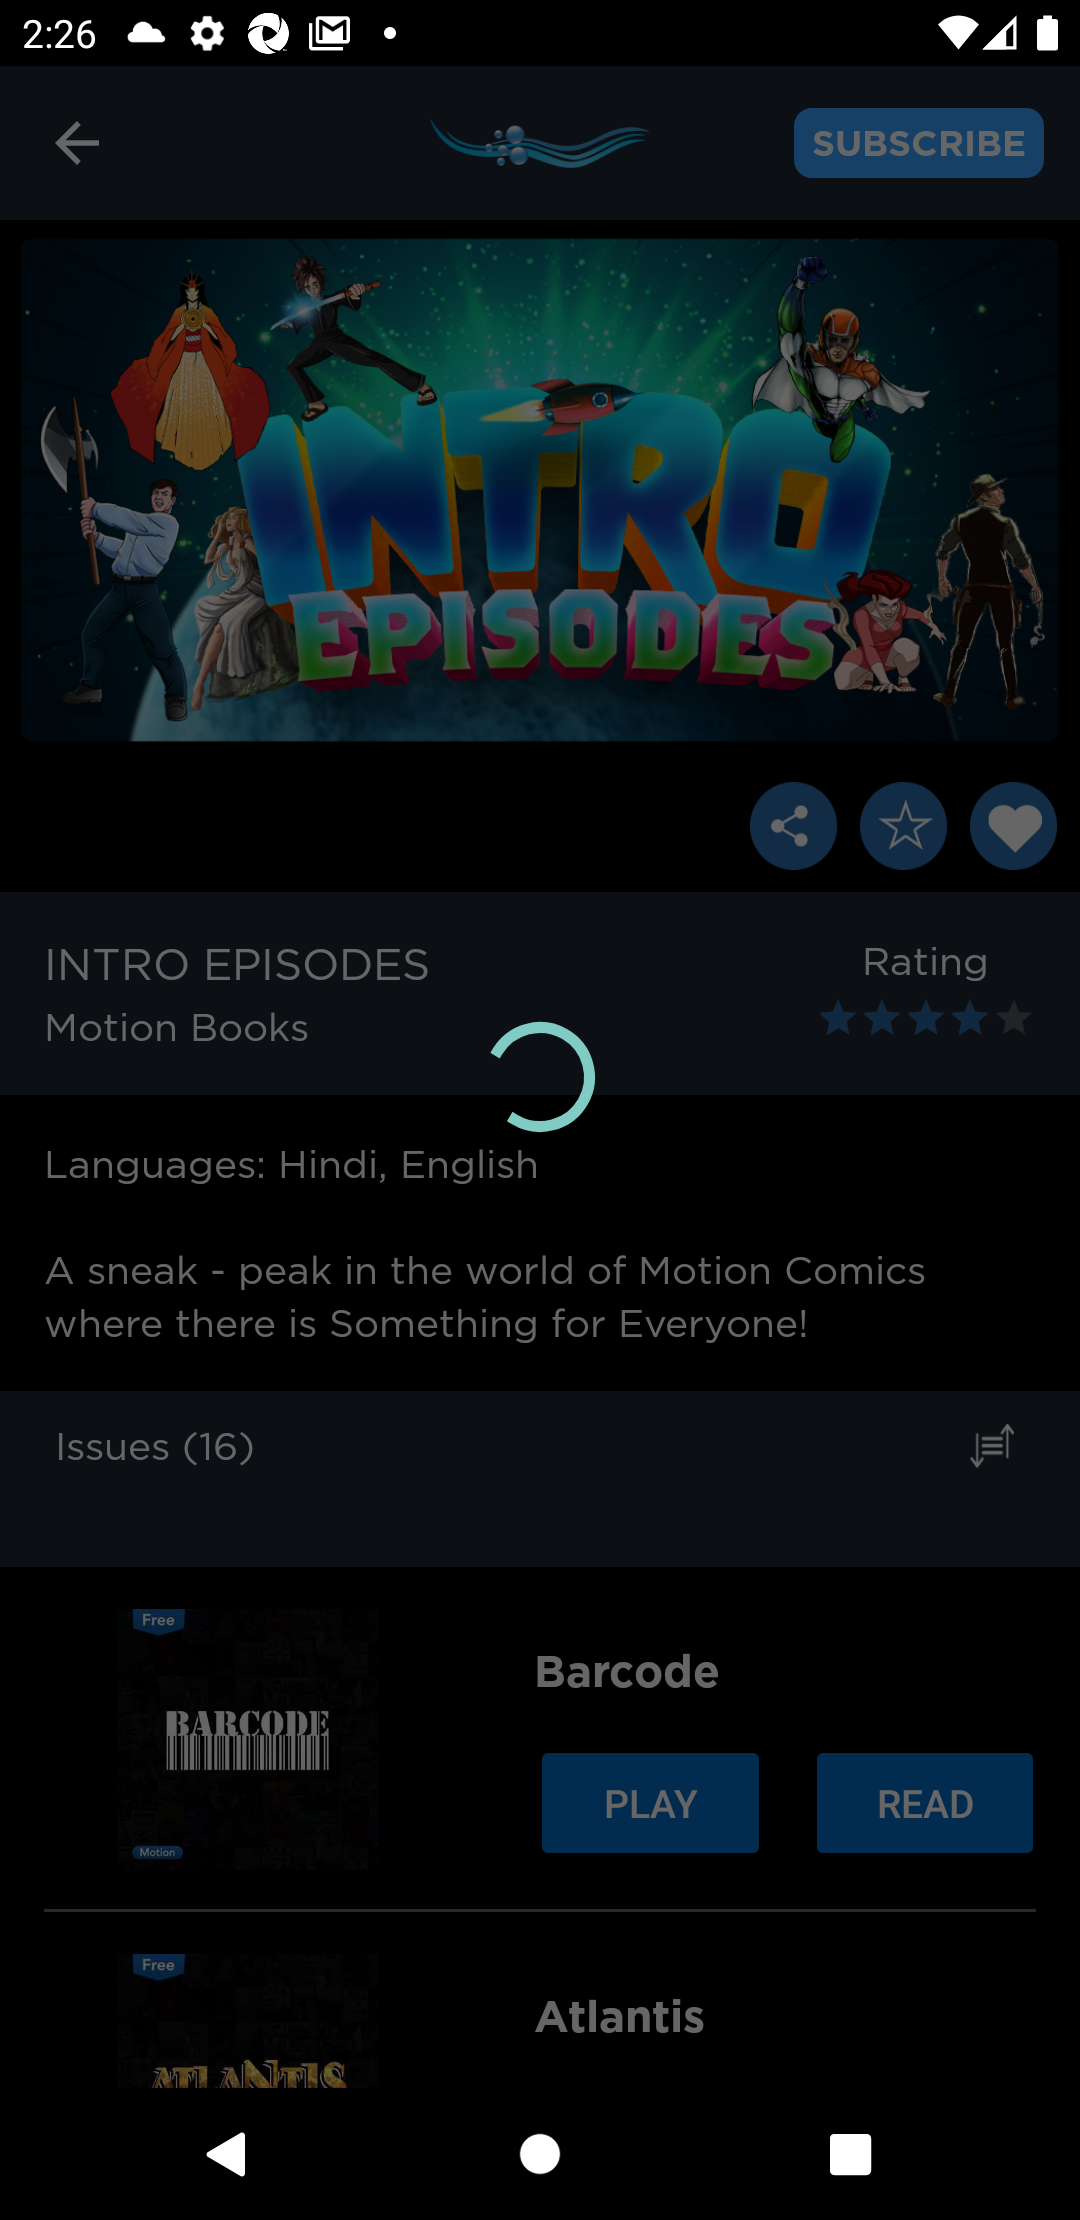 2:26
SUBSCRIBE
INTRO
EPISODES
INTRO EPISODES
Rating
Motion Books
Languages: Hindi, English
A sneak - peak in the world of Motion Comics
where there is Something for Everyone!
Issues (16)
Free
BARCODE
Motion
Barcode
PLAY
READ
Free
ATLANTIS
Atlantis